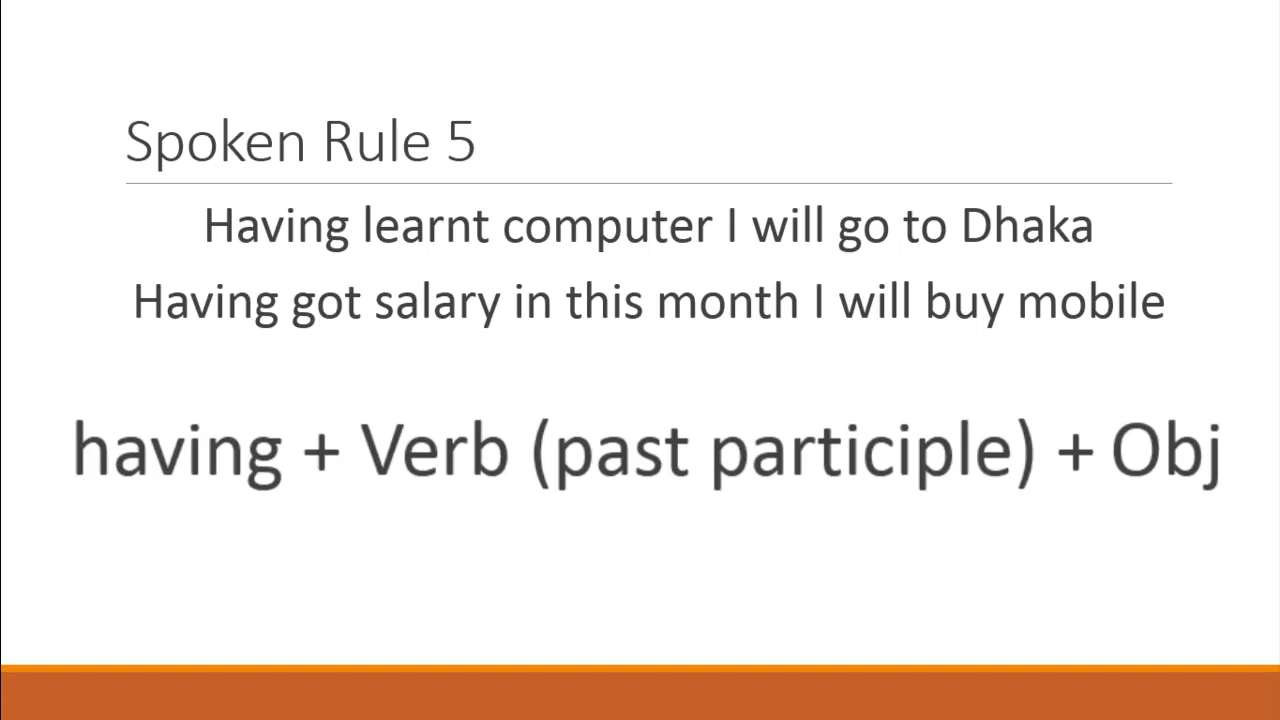 Spoken Rule 5
Having learnt computer I will go to Dhaka
Having got salary in this month I will buy mobile
having + Verb (past participle) + Obj